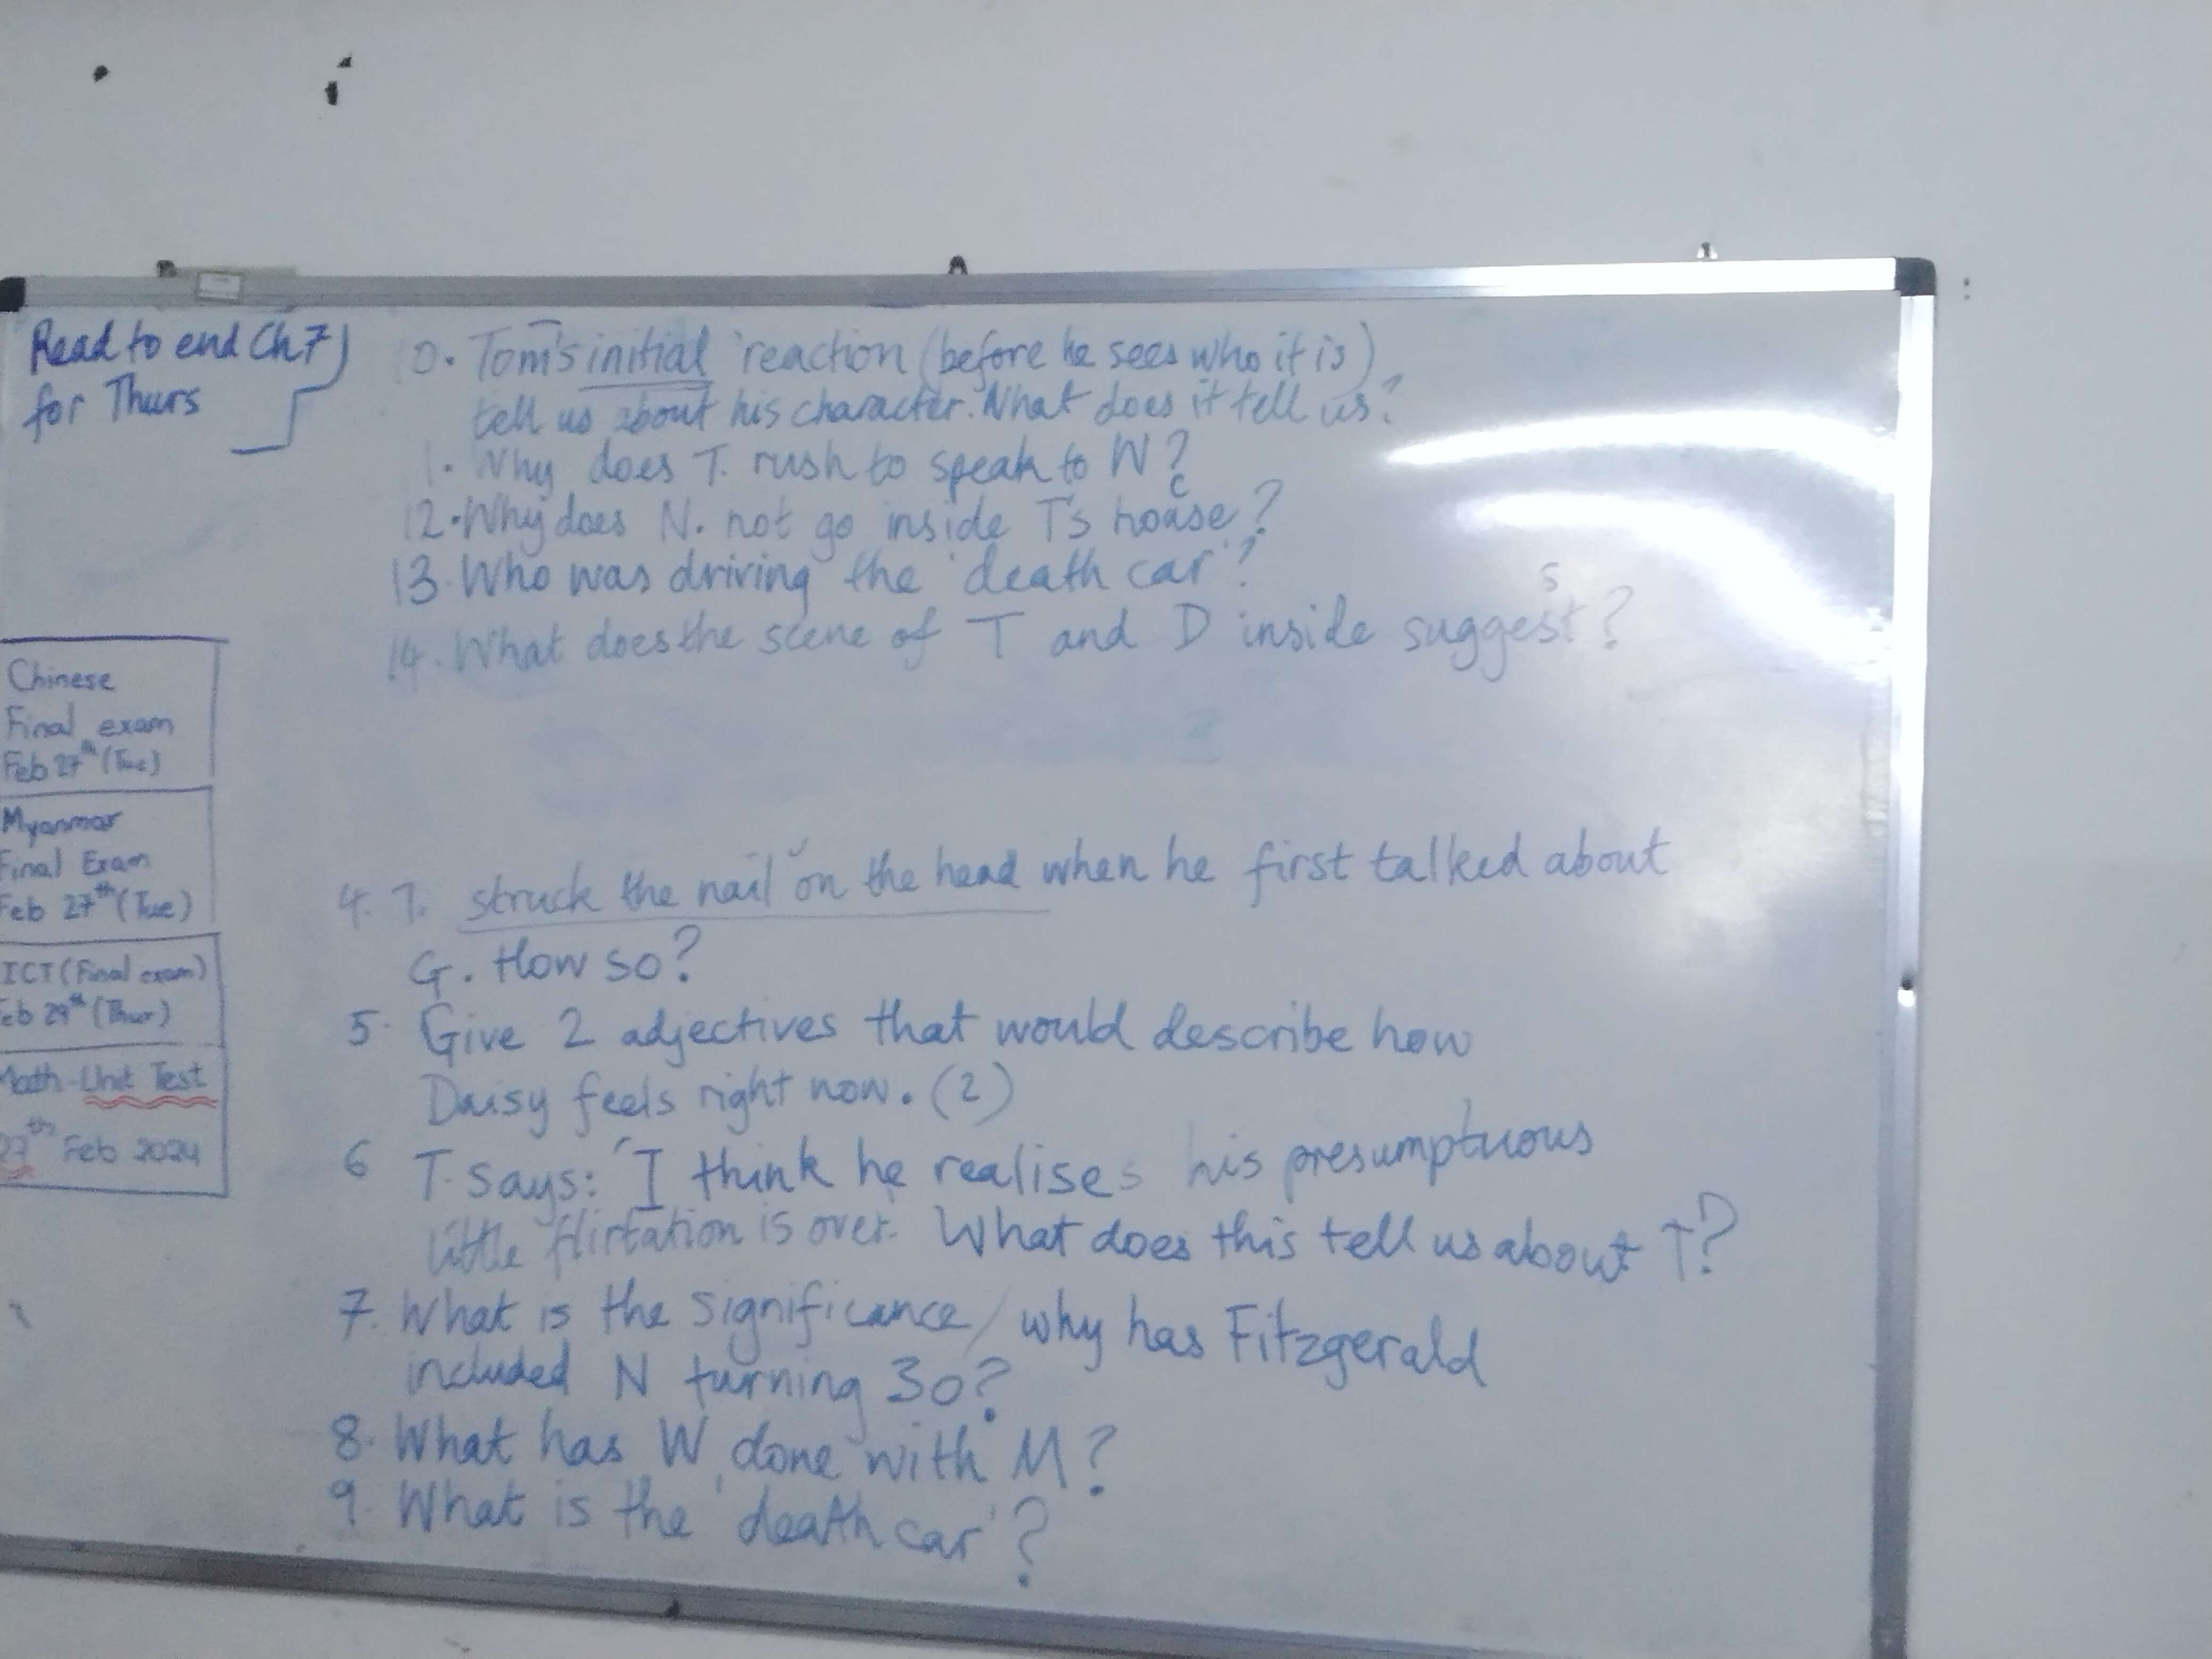 Read to end Ch 7
for Thurs
10. Tom's initial reaction (before he sees who it is)
tell us about his character. What does it tell us?
1. Why does T. rush to speak to W?
12. Why does N. not go inside T's house?
13. Who was driving the 'death car'?
14. What does the scene of T and D inside suggest?
Chinese
Final exam
Feb 27th (Tue)
Myanmar
Final Exam
Feb 27th (Tue)
ICT (Final exam)
eb 29th (Thur)
Math - Unit Test
27th Feb 2024
4. T. struck the nail on the head when he first talked about
G. How so?
5. Give 2 adjectives that would describe how
Daisy feels right now. (2)
6 T. says: 'I think he realises his presumptuous
little flirtation is over. What does this tell us about T?
7. What is the significance / why has Fitzgerald
included N turning 30?
8. What has W done with M?
9. What is the 'death car'?